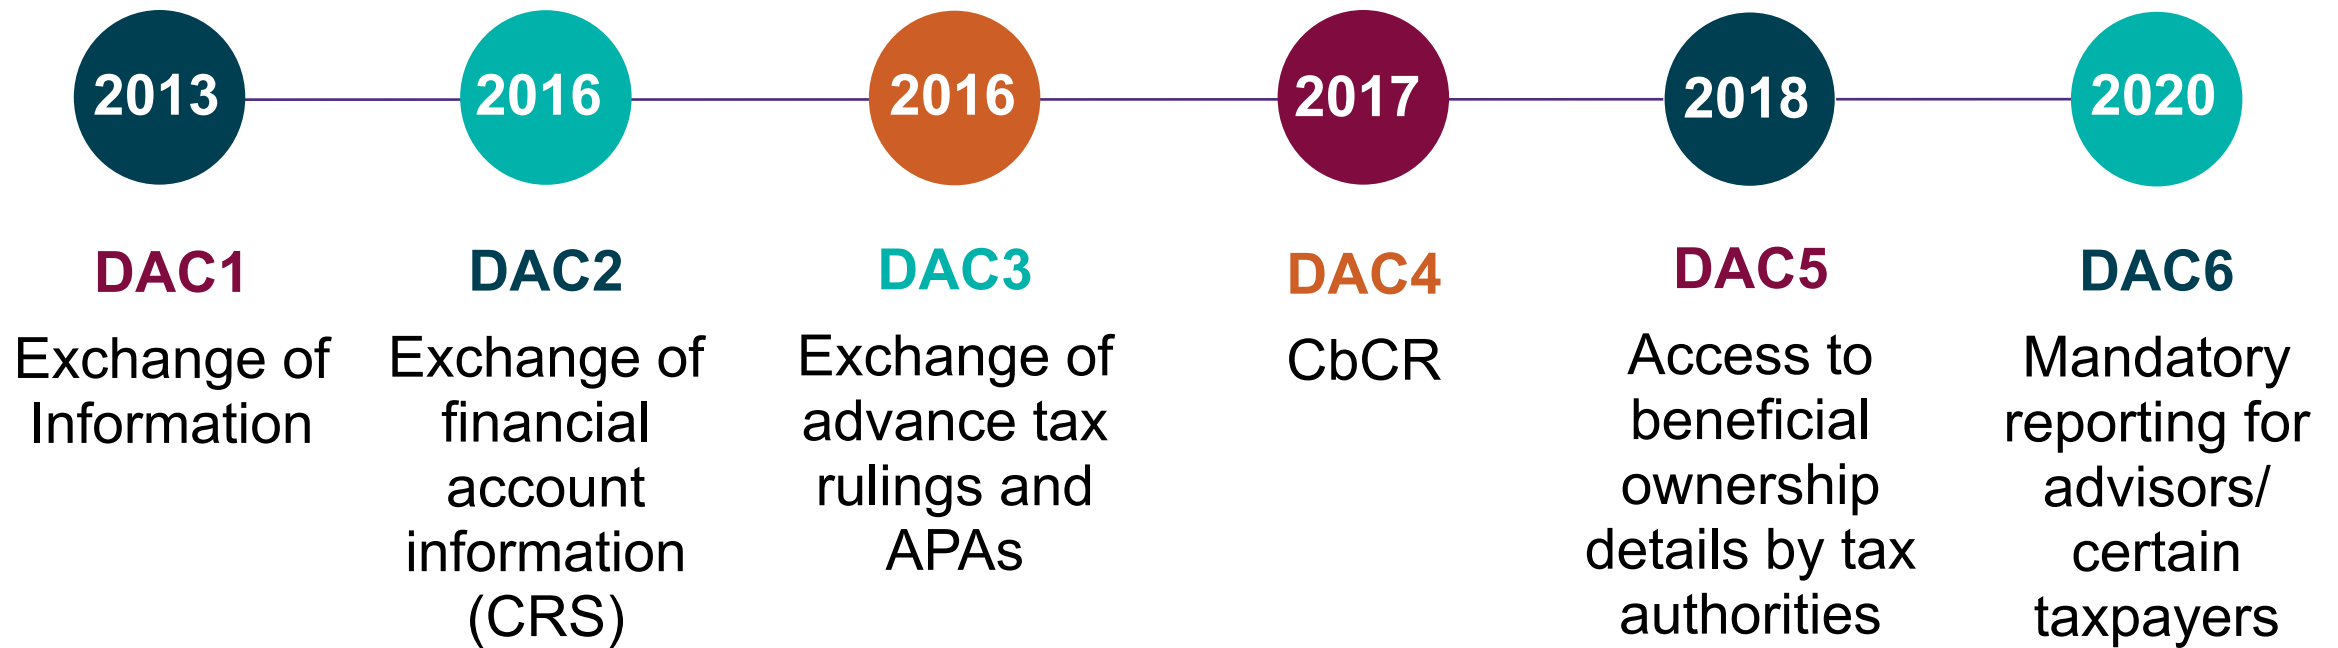 2013
2016
2016
2017
2018
2020
DAC1
Exchange of
Information
DAC2
Exchange of
financial
account
information
(CRS)
DAC3
Exchange of
advance tax
rulings and
APAs
DAC4
CbCR
DAC5
Access to
beneficial
ownership
details by tax
authorities
DAC6
Mandatory
reporting for
advisors/
certain
taxpayers